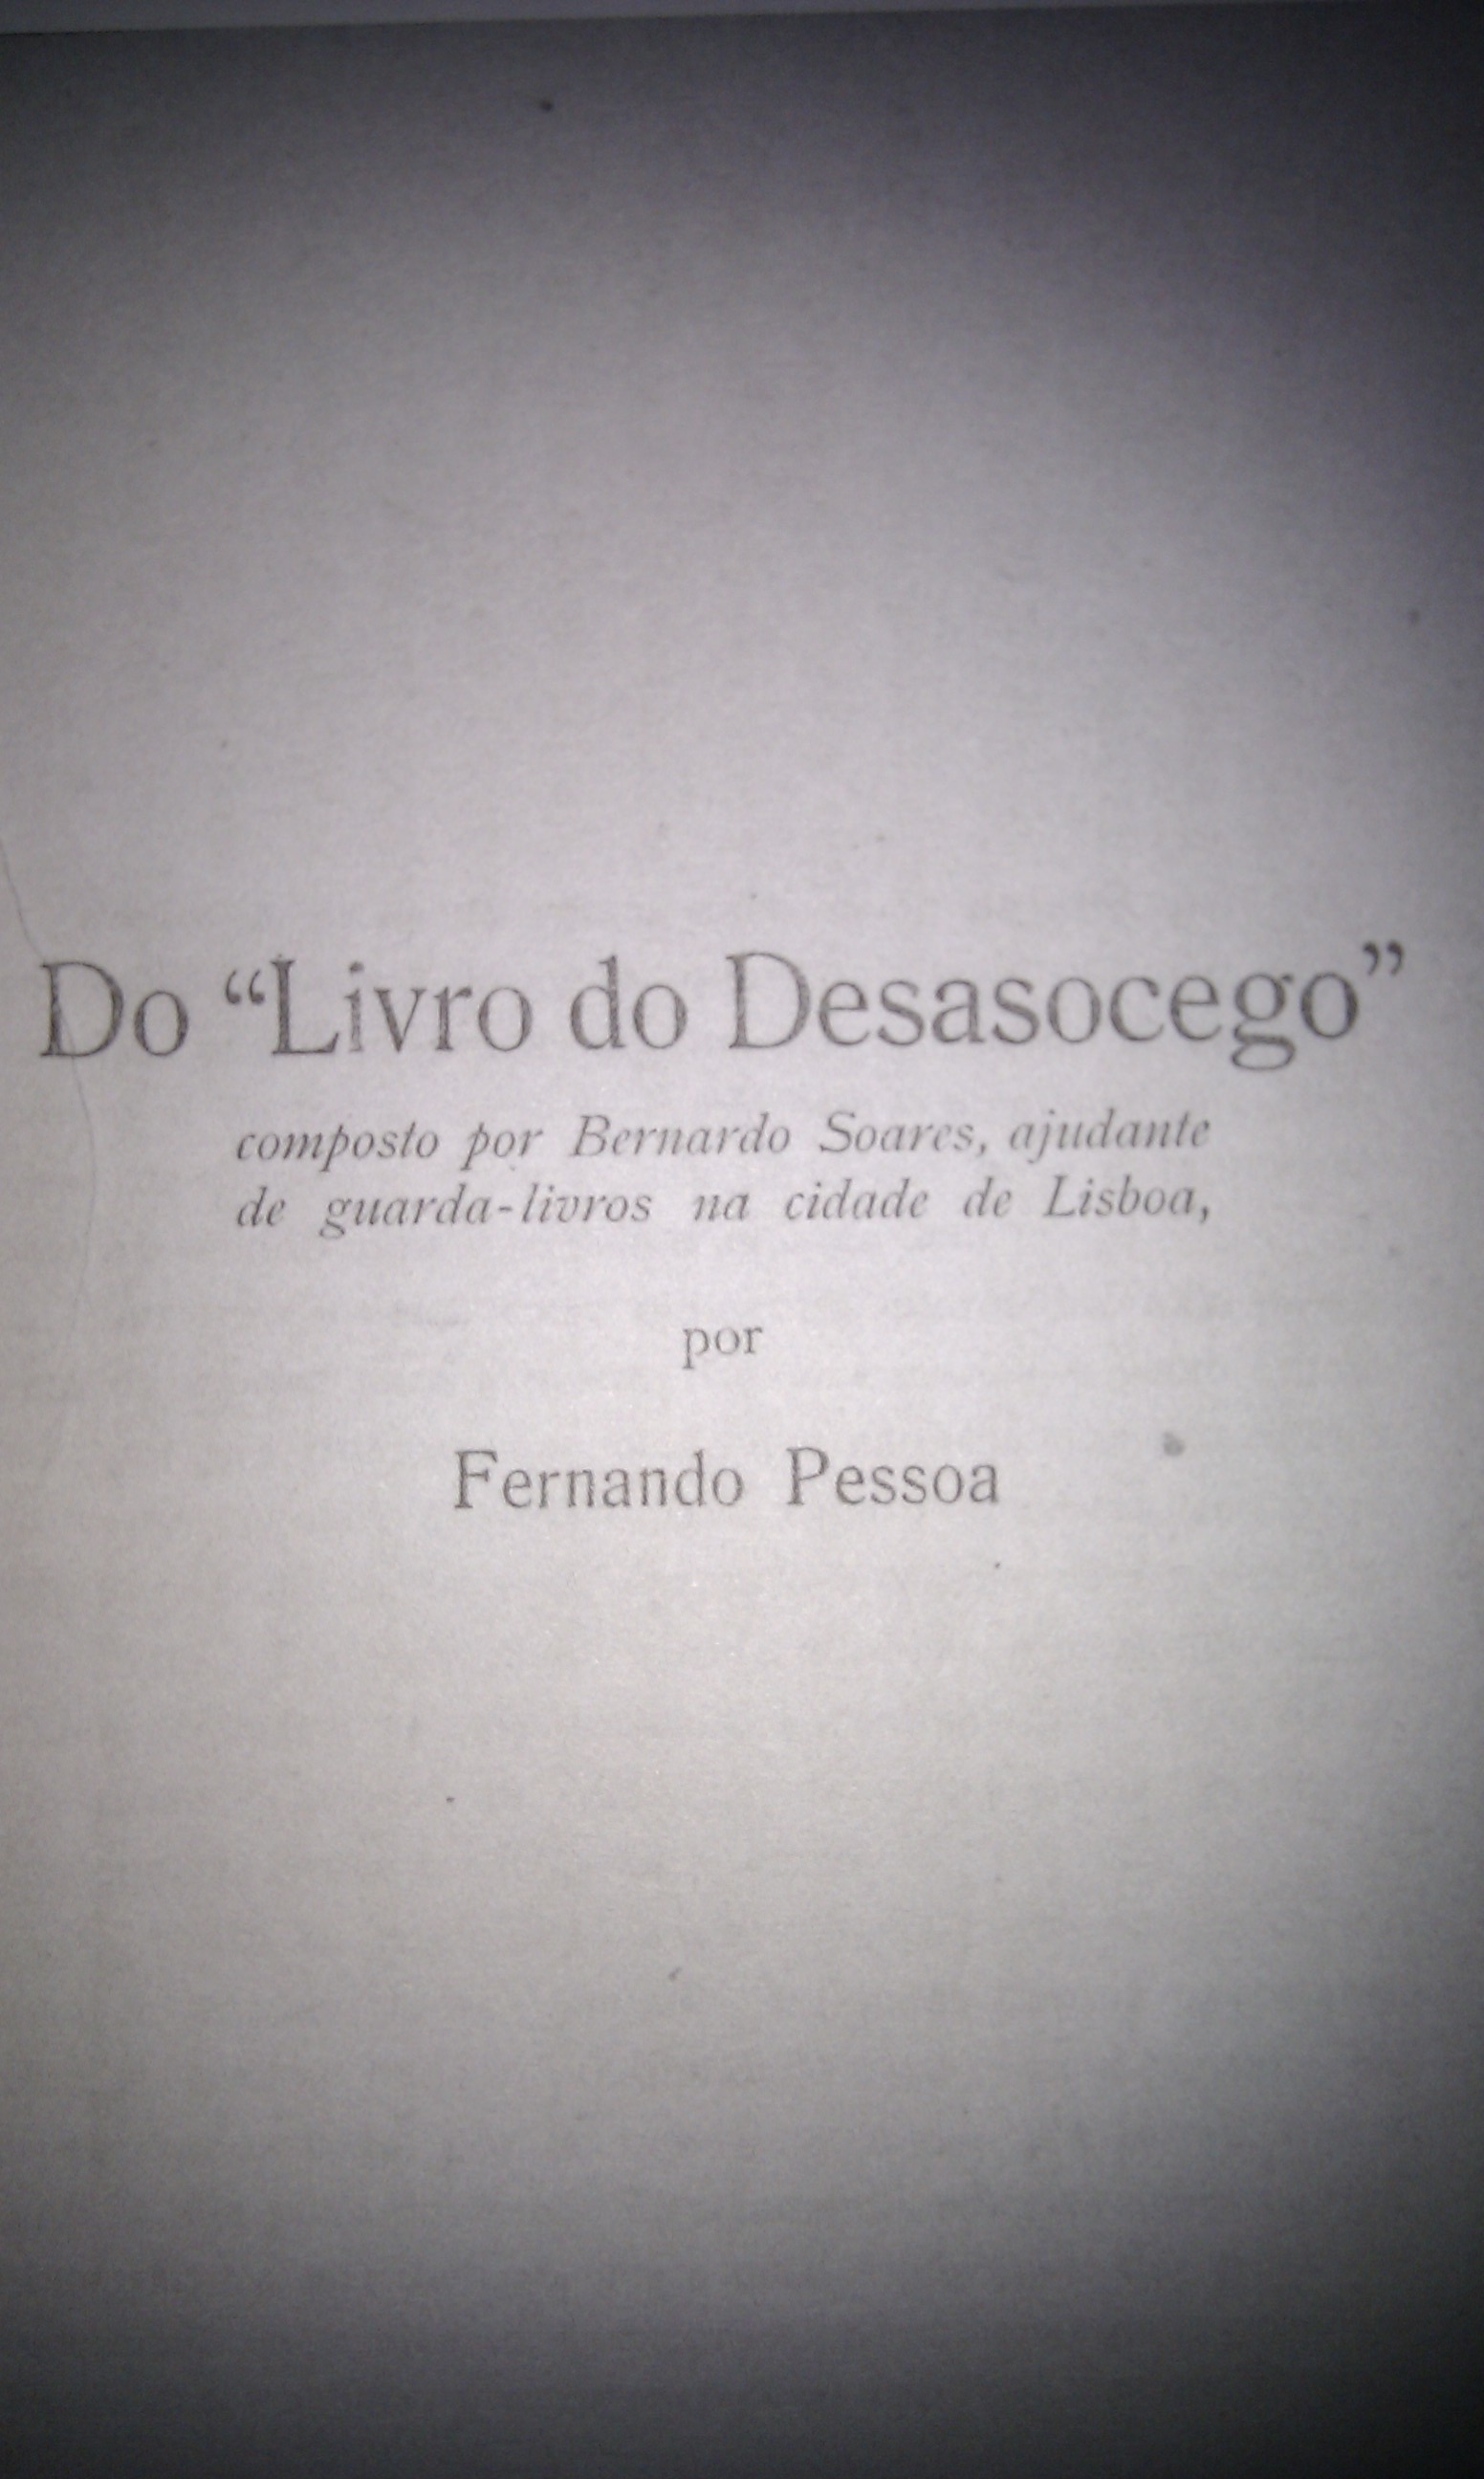 Do “Livro do Desasocego”
composto por Bernardo Soares, ajudante
de guarda-livros na cidade de Lisboa,
por
Fernando Pessoa